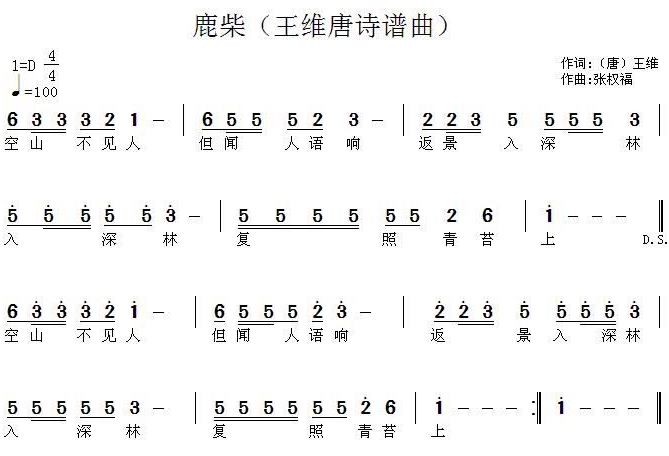 鹿柴（王维唐诗谱曲）
1=D 4/4
♩=100
作词：（唐）王维
作曲:张权福
6 3 3 3 2 1 － | 6 5 5 5 2 3 － | 2 2 3 5 5 5 5 3 |
空山 不见人 但闻 人语响 返景 入深 林
5̇ 5̇ 5̇ 5̇ 5̇ 3̇ － | 5 5 5 5 5 5 2 6 | 1̇ － － － ‖
入 深 林 复 照 青 苔 上 D.S.
6 3̇ 3̇ 3̇ 2̇ 1̇ － | 6 5 5 5 2̇ 3̇ － | 2̇ 2̇ 3̇ 5̇ 5̇ 5̇ 5̇ 3̇ |
空山 不见人 但闻 人语响 返 景 入 深林
5 5 5 5 5 3 － | 5 5 5 5 5 5 2̇ 6 | 1̇ － － :‖ 1̇ － － ‖
入 深 林 复 照 青苔 上